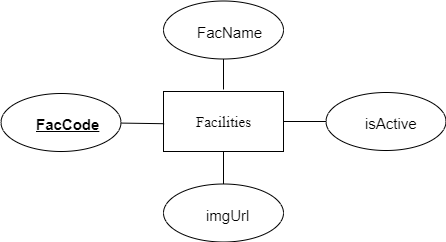 FacName
FacCode
Facilities
isActive
imgUrl